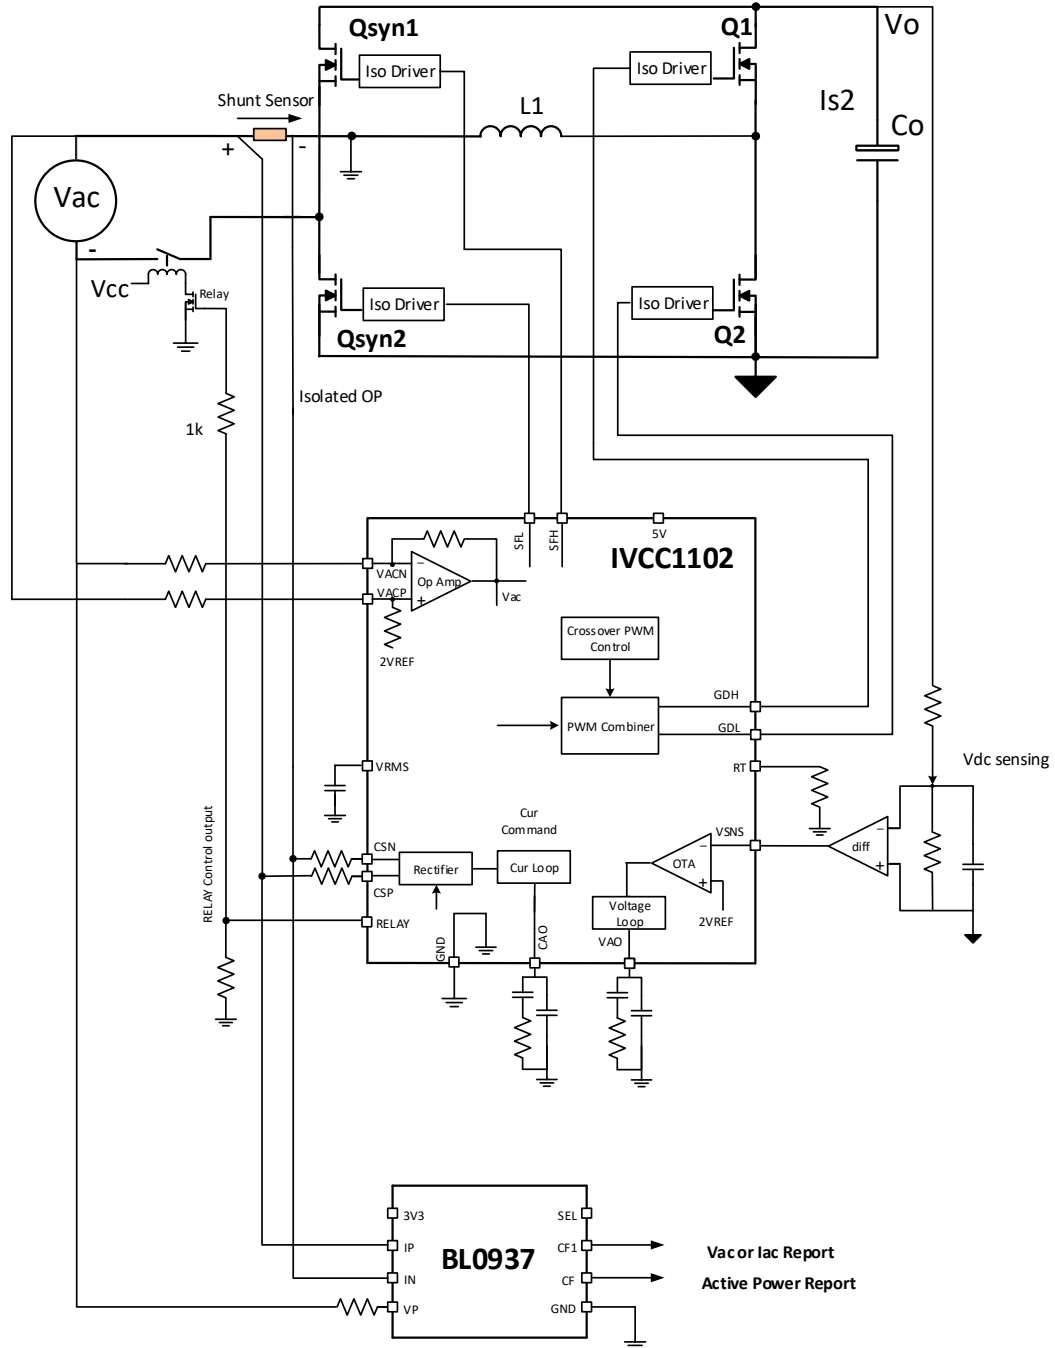 Qsyn1
Q1
Vo
Iso Driver
Iso Driver
Shunt Sensor
L1
Is2
Co
+
-
Vac
-
Vcc
Relay
Iso Driver
Iso Driver
Qsyn2
Q2
Isolated OP
1k
SFL
SFH
5V
IVCC1102
VACN
−
Op Amp
VACP
+
Vac
2VREF
Crossover PWM
Control
GDH
PWM Combiner
GDL
VRMS
RT
Vdc sensing
RELAY Control output
Cur
Command
VSNS
−
diff
+
CSN
Rectifier
Cur Loop
−
OTA
+
CSP
RELAY
Voltage
Loop
2VREF
GND
CAO
VAO
3V3
SEL
IP
BL0937
CF1
Vac or Iac Report
IN
CF
Active Power Report
VP
GND